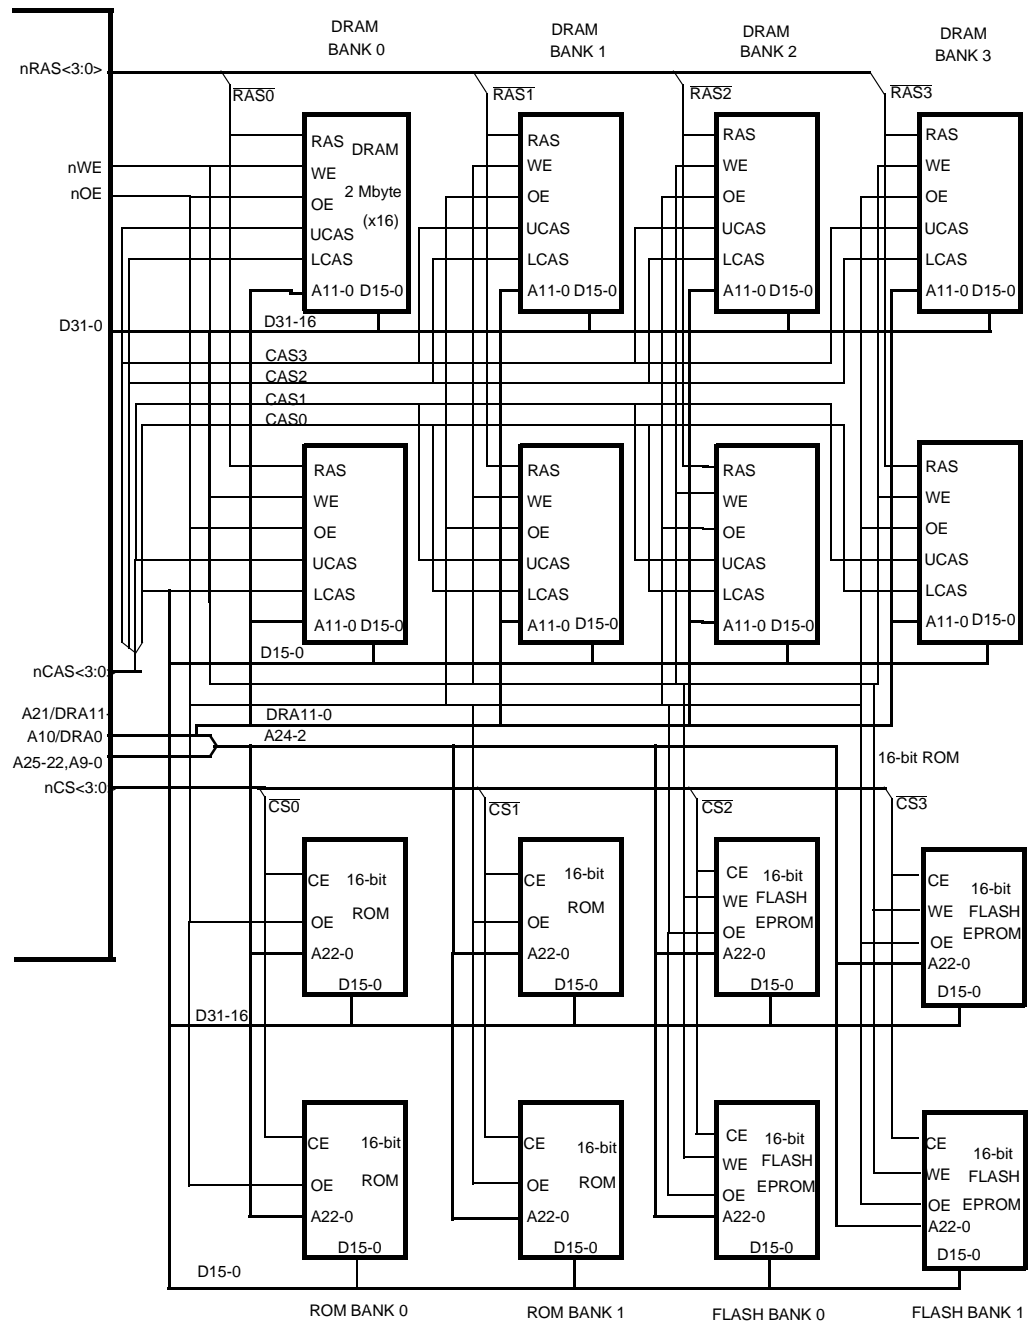 DRAM
BANK 0
DRAM
BANK 1
DRAM
BANK 2
DRAM
BANK 3
nRAS<3:0>
RAS0
RAS1
RAS2
RAS3
nWE
nOE
RAS DRAM
WE
2 Mbyte
OE
(x16)
UCAS
LCAS
A11-0 D15-0
RAS
WE
OE
UCAS
LCAS
A11-0 D15-0
RAS
WE
OE
UCAS
LCAS
A11-0 D15-0
RAS
WE
OE
UCAS
LCAS
A11-0 D15-0
D31-0
D31-16
CAS3
CAS2
CAS1
CAS0
RAS
WE
OE
UCAS
LCAS
A11-0 D15-0
RAS
WE
OE
UCAS
LCAS
A11-0 D15-0
RAS
WE
OE
UCAS
LCAS
A11-0 D15-0
RAS
WE
OE
UCAS
LCAS
A11-0 D15-0
D15-0
nCAS<3:0>
A21/DRA11-
A10/DRA0
A25-22,A9-0
nCS<3:0>
DRA11-0
A24-2
16-bit ROM
CS0
CS1
CS2
CS3
CE 16-bit
ROM
OE
A22-0
D15-0
CE 16-bit
ROM
OE
A22-0
D15-0
CE 16-bit
WE FLASH
OE EPROM
A22-0
D15-0
CE 16-bit
WE FLASH
OE EPROM
A22-0
D15-0
D31-16
CE 16-bit
ROM
OE
A22-0
D15-0
CE 16-bit
ROM
OE
A22-0
D15-0
CE 16-bit
WE FLASH
OE EPROM
A22-0
D15-0
CE 16-bit
WE FLASH
OE EPROM
A22-0
D15-0
D15-0
ROM BANK 0
ROM BANK 1
FLASH BANK 0
FLASH BANK 1